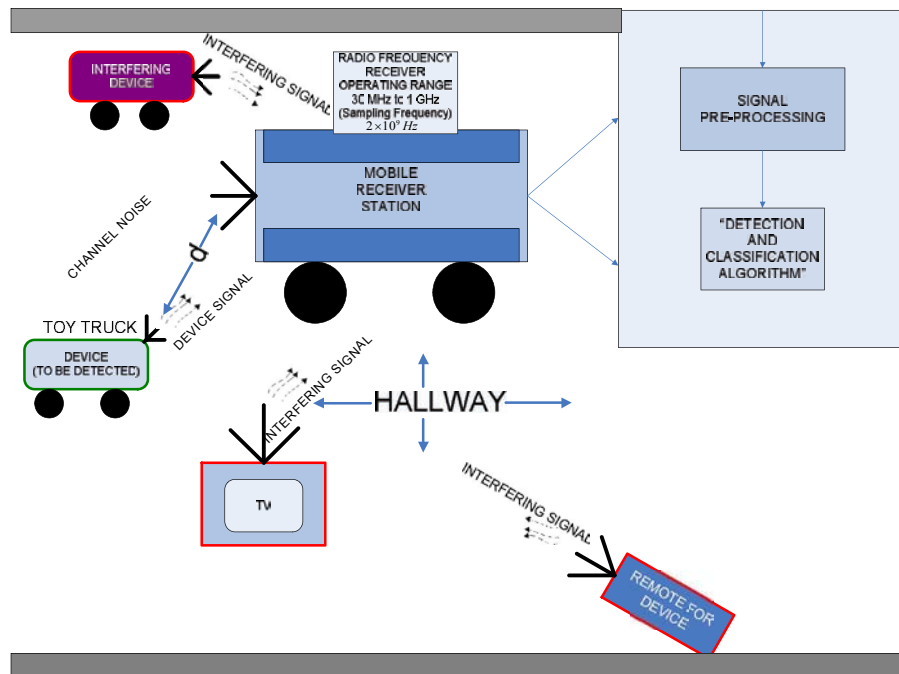 INTERFERING SIGNAL
INTERFERING
DEVICE
RADIO FREQUENCY
RECEIVER
OPERATING RANGE
30 MHz to 1 GHz
(Sampling Frequency)
2×10⁹ Hz
SIGNAL
PRE-PROCESSING
MOBILE
RECEIVER
STATION
CHANNEL NOISE
d
"DETECTION
AND
CLASSIFICATION
ALGORITHM"
DEVICE SIGNAL
TOY TRUCK
DEVICE
(TO BE DETECTED)
INTERFERING SIGNAL
HALLWAY
TV
INTERFERING SIGNAL
REMOTE FOR
DEVICE